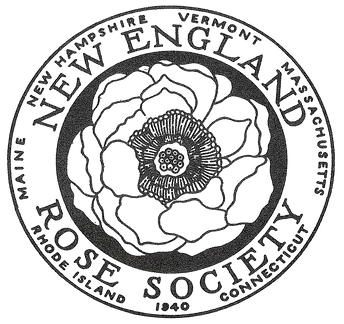 MAINE NEW HAMPSHIRE VERMONT MASSACHUSETTS
NEW ENGLAND
ROSE SOCIETY
RHODE ISLAND 1940 CONNECTICUT